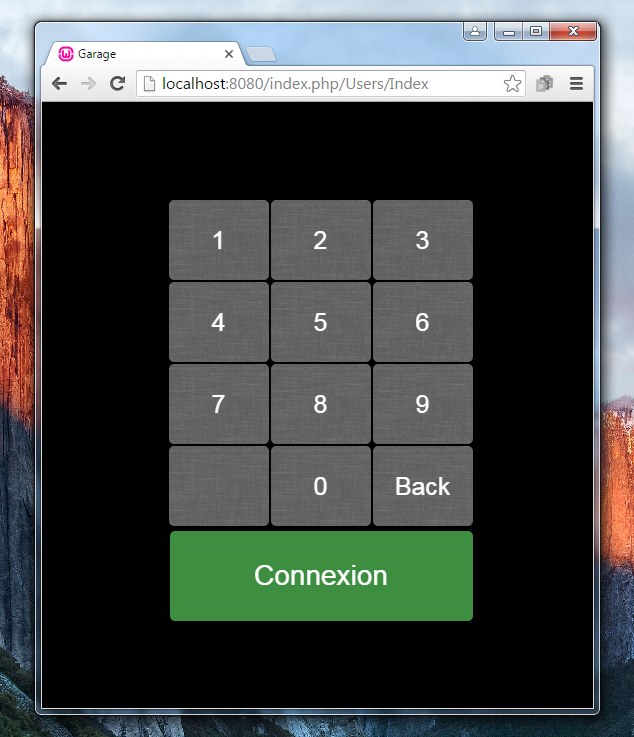 Garage
localhost:8080/index.php/Users/Index
1 2 3
4 5 6
7 8 9
0 Back
Connexion